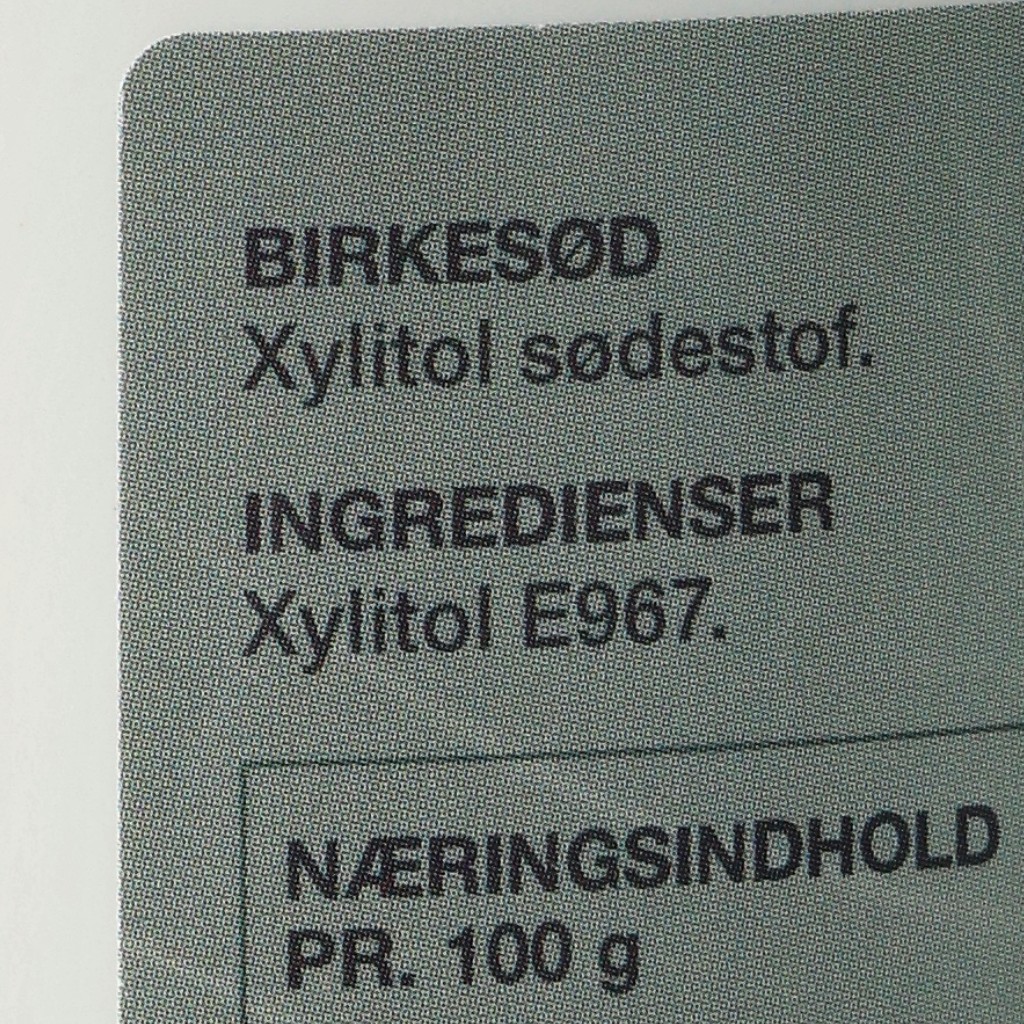 BIRKESØD
Xylitol sødestof.
INGREDIENSER
Xylitol E967.
NÆRINGSINDHOLD
PR. 100 g